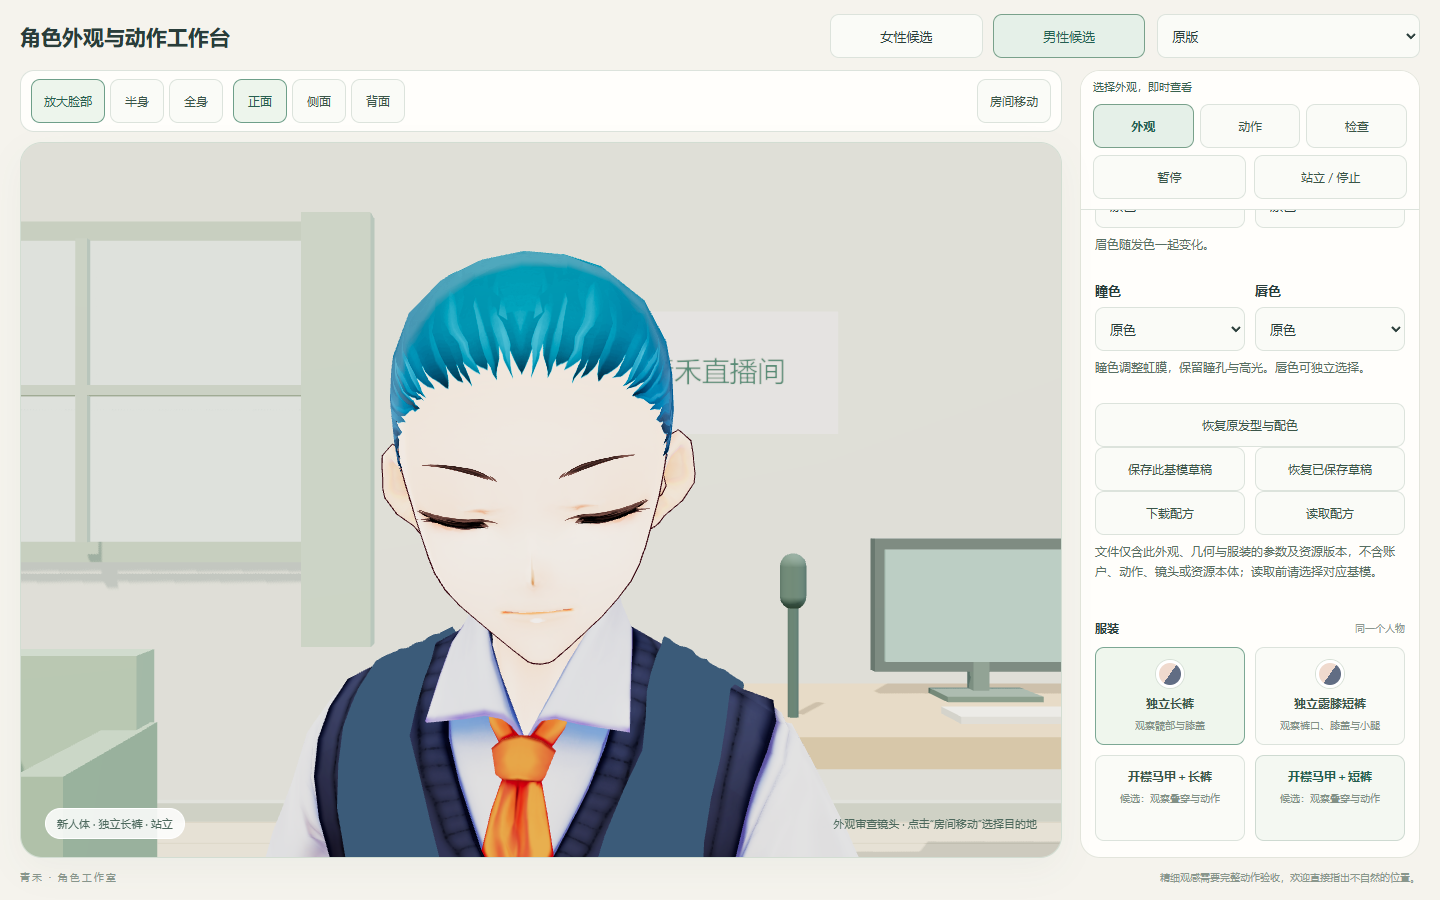 角色外观与动作工作台
女性候选
男性候选
原版
放大脸部
半身
全身
正面
侧面
背面
房间移动
选择外观，即时查看
外观
动作
检查
暂停
站立 / 停止
眉色随发色一起变化。
瞳色
唇色
原色
原色
瞳色调整虹膜，保留瞳孔与高光。唇色可独立选择。
恢复原发型与配色
保存此基模草稿
恢复已保存草稿
下载配方
读取配方
文件仅含此外观、几何与服装的参数及资源版本，不含账
户、动作、镜头或资源本体；读取前请选择对应基模。
服装
同一个人物
独立长裤
观察髋部与膝盖
独立露膝短裤
观察裤口、膝盖与小腿
开襟马甲 + 长裤
候选：观察叠穿与动作
开襟马甲 + 短裤
候选：观察叠穿与动作
禾直播间
新人体 · 独立长裤 · 站立
外观审查镜头 · 点击“房间移动”选择目的地
青禾 · 角色工作室
精细观感需要完整动作验收，欢迎直接指出不自然的位置。